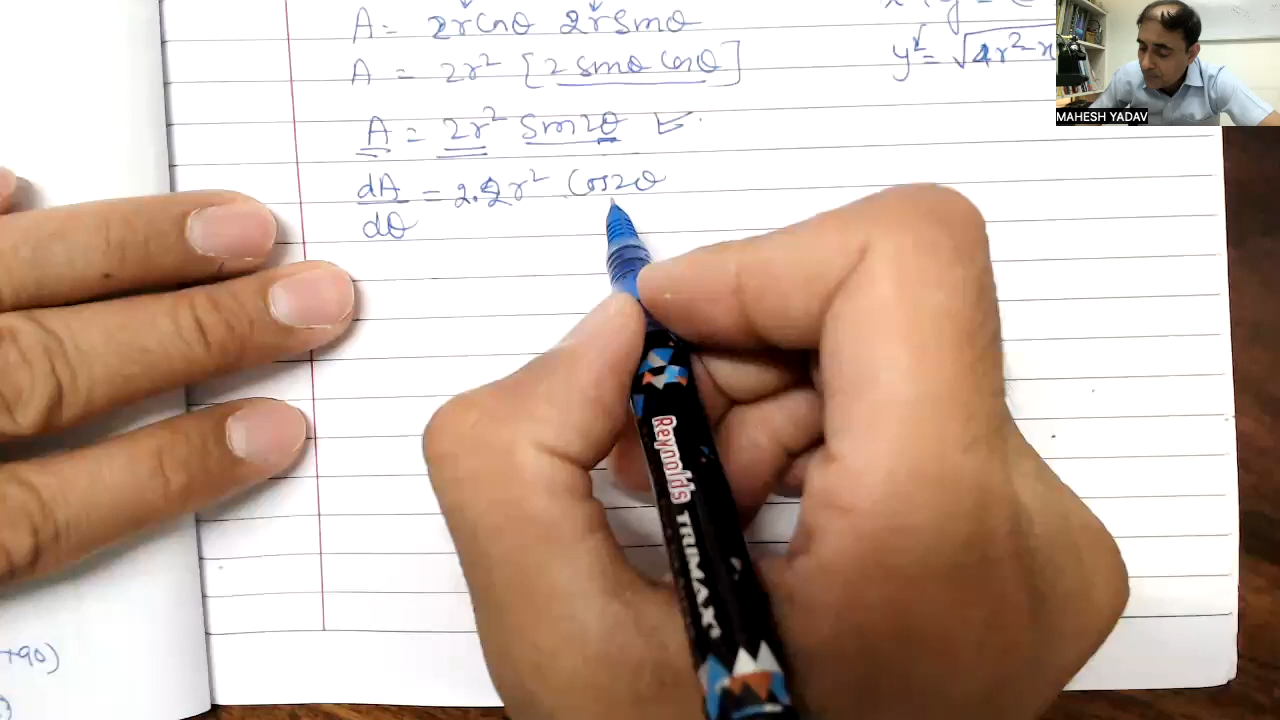 A = 2r cosθ 2r sinθ
A = 2r² [2 sinθ cosθ]
A = 2r² sin2θ
dA/dθ = 2.2r² cos2θ
y² = √4r²-x
MAHESH YADAV
Reynolds TRIMAX
+90)